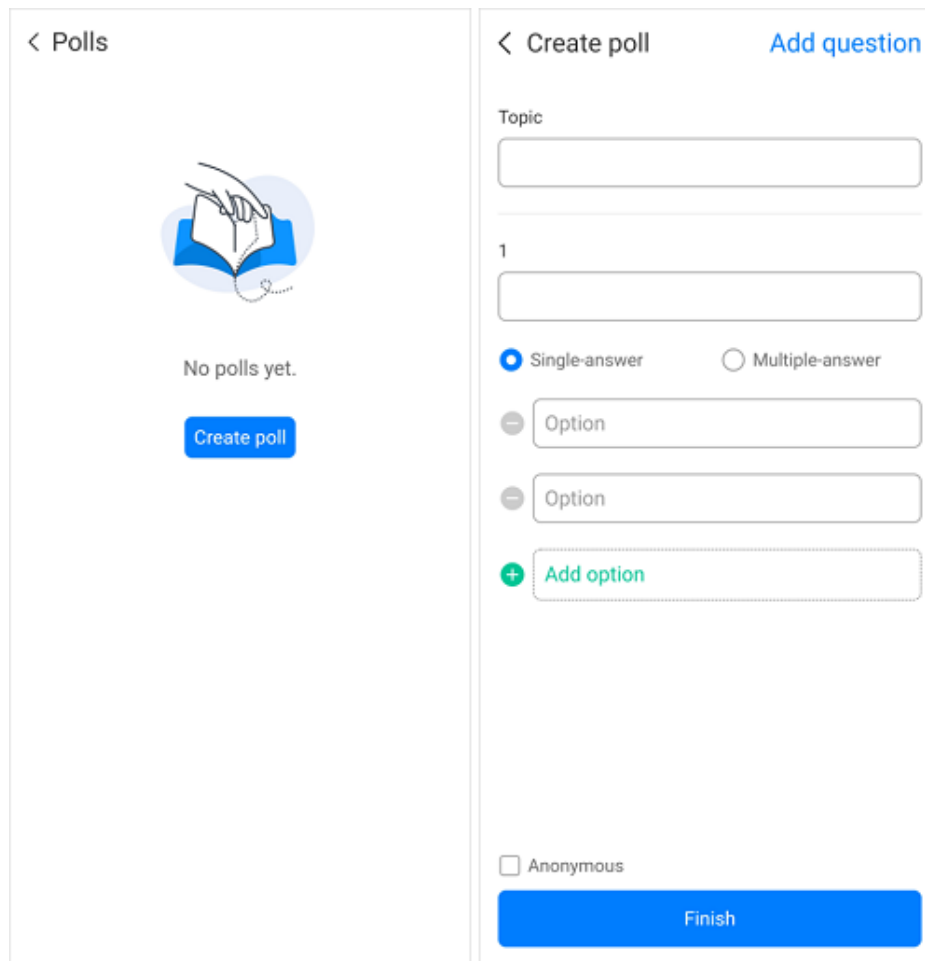 Polls
No polls yet.
Create poll
Create poll
Add question
Topic
1
Single-answer
Multiple-answer
Option
Option
Add option
Anonymous
Finish